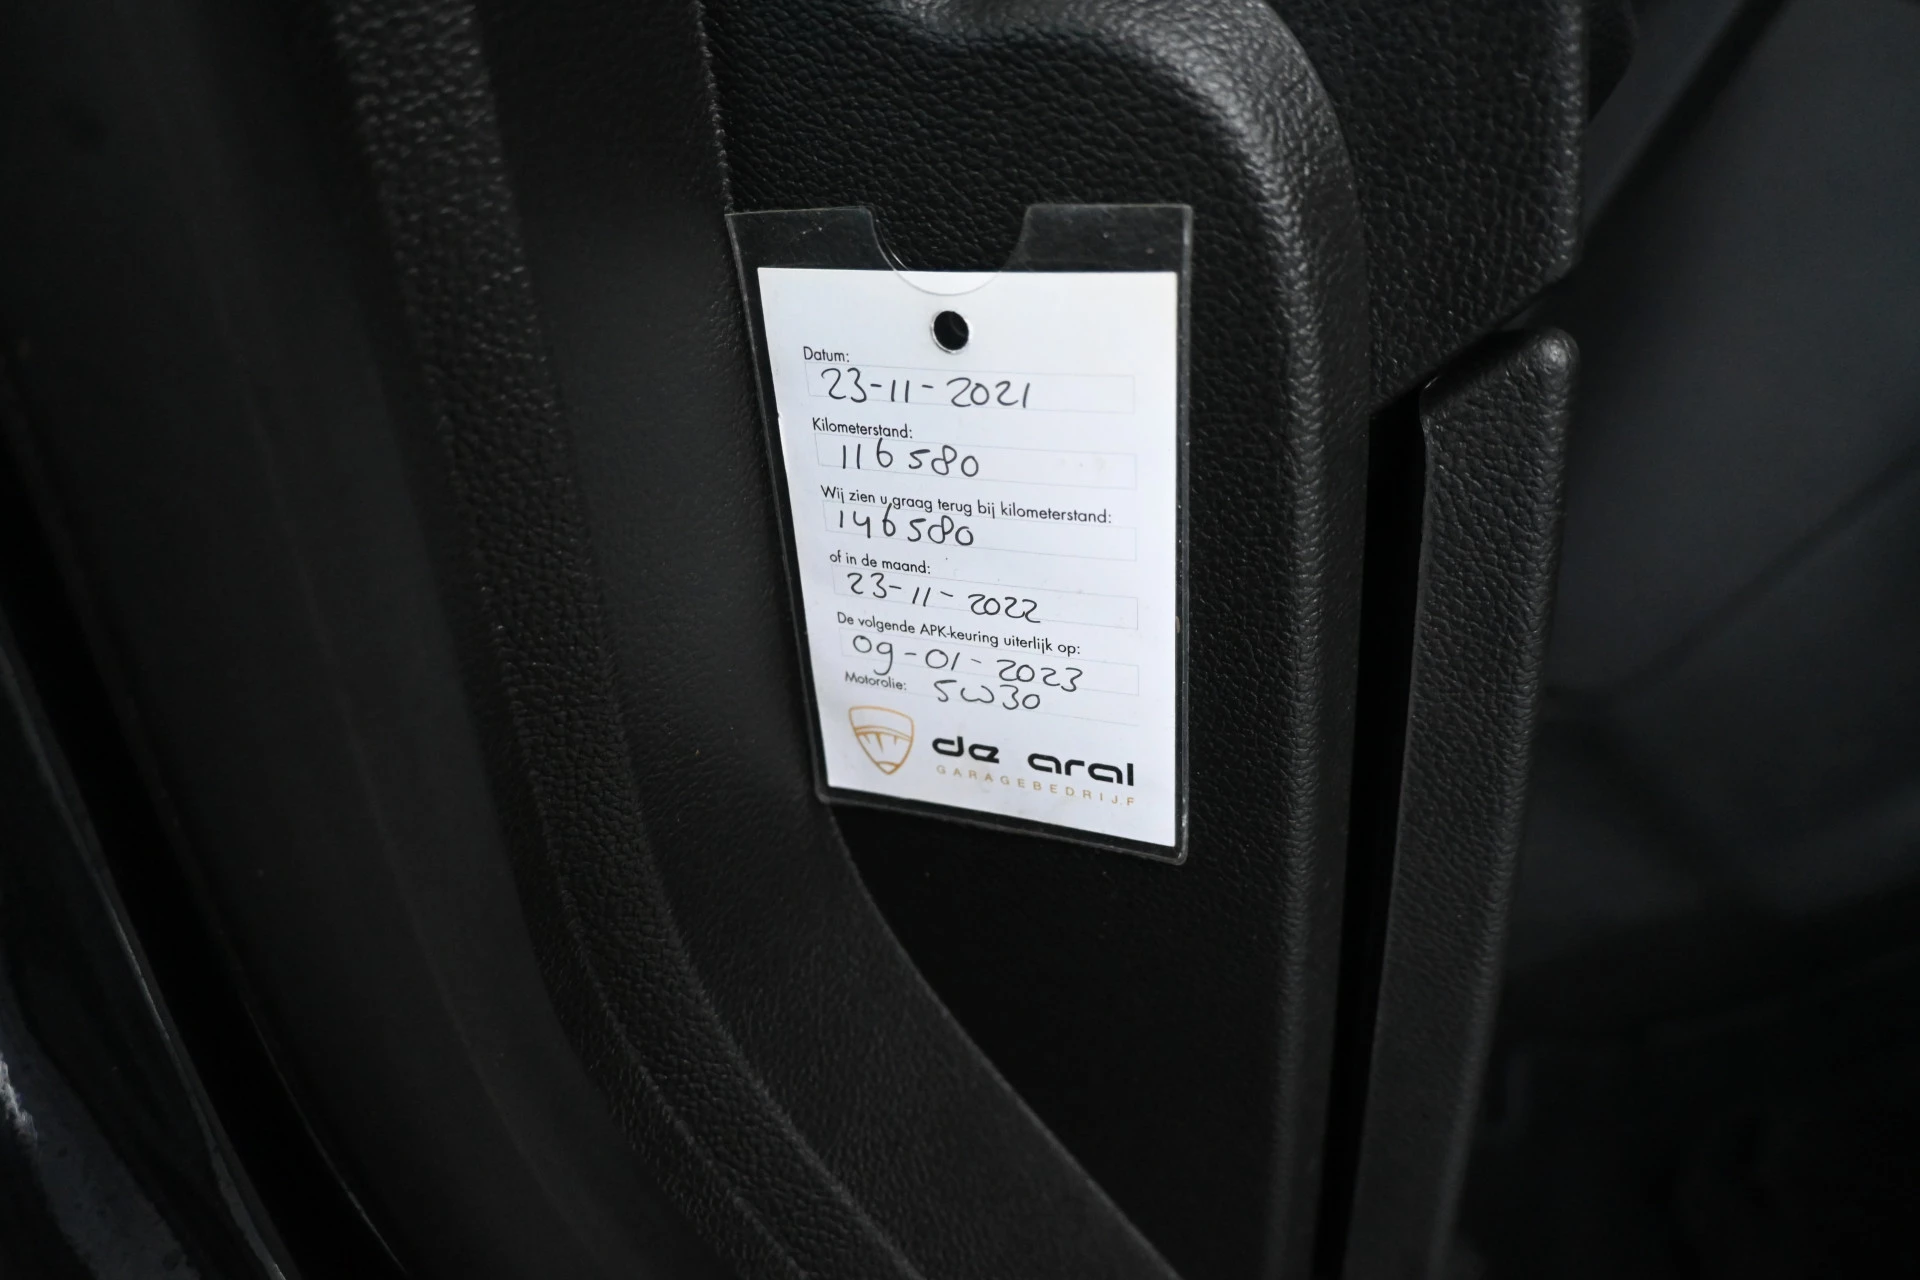 Datum:
23-11-2021
Kilometerstand:
116580
Wij zien u graag terug bij kilometerstand:
146580
of in de maand:
23-11-2022
De volgende APK-keuring uiterlijk op:
09-01-2023
Motorolie: 5W30
de aral
GARAGEBEDRIJF